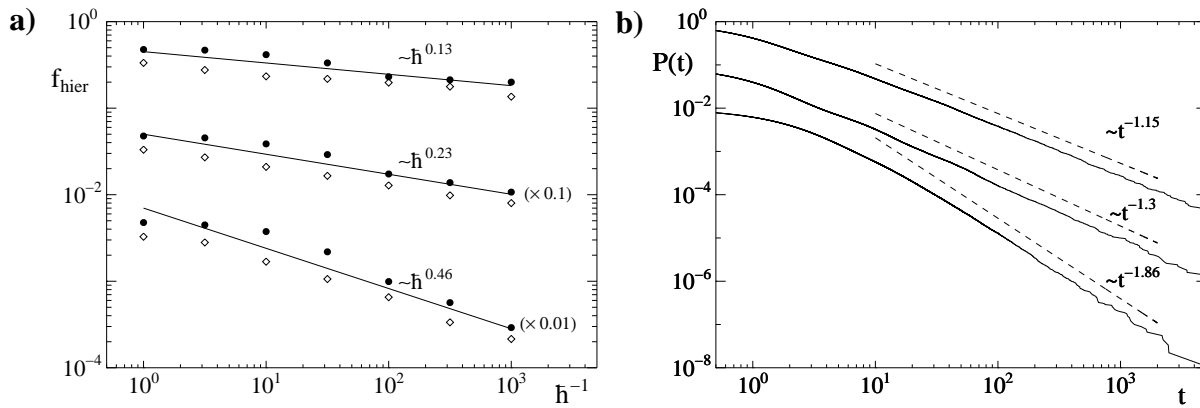 a)
10^0
f_hier
10^-2
10^-4
~ħ^0.13
~ħ^0.23
(× 0.1)
~ħ^0.46
(× 0.01)
10^0 10^1 10^2 10^3
ħ^-1
b)
10^0
P(t)
10^-2
10^-4
10^-6
10^-8
~t^-1.15
~t^-1.3
~t^-1.86
10^0 10^1 10^2 10^3
t